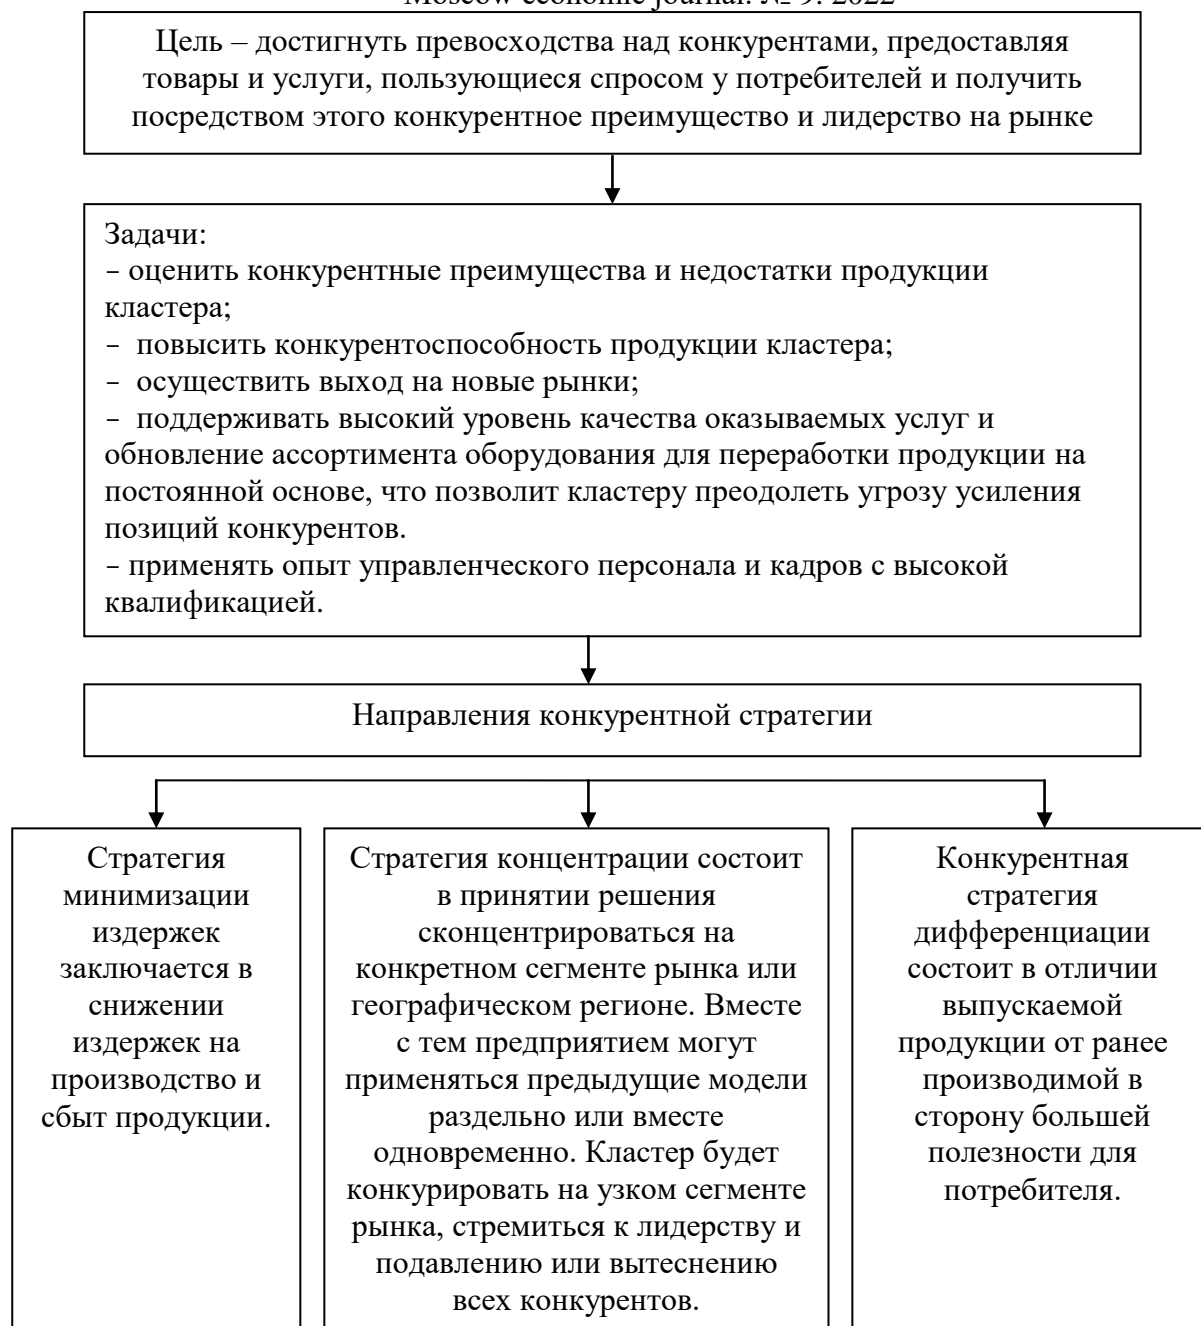 Moscow economic journal. № 9. 2022
Цель – достигнуть превосходства над конкурентами, предоставляя
товары и услуги, пользующиеся спросом у потребителей и получить
посредством этого конкурентное преимущество и лидерство на рынке
Задачи:
– оценить конкурентные преимущества и недостатки продукции
кластера;
– повысить конкурентоспособность продукции кластера;
– осуществить выход на новые рынки;
– поддерживать высокий уровень качества оказываемых услуг и
обновление ассортимента оборудования для переработки продукции на
постоянной основе, что позволит кластеру преодолеть угрозу усиления
позиций конкурентов.
– применять опыт управленческого персонала и кадров с высокой
квалификацией.
Направления конкурентной стратегии
Стратегия
минимизации
издержек
заключается в
снижении
издержек на
производство и
сбыт продукции.
Стратегия концентрации состоит
в принятии решения
сконцентрироваться на
конкретном сегменте рынка или
географическом регионе. Вместе
с тем предприятием могут
применяться предыдущие модели
раздельно или вместе
одновременно. Кластер будет
конкурировать на узком сегменте
рынка, стремиться к лидерству и
подавлению или вытеснению
всех конкурентов.
Конкурентная
стратегия
дифференциации
состоит в отличии
выпускаемой
продукции от ранее
производимой в
сторону большей
полезности для
потребителя.